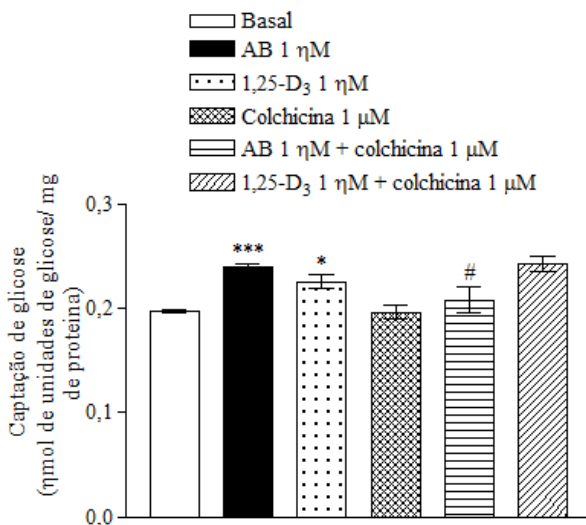 Basal
AB 1 ηM
1,25-D₃ 1 ηM
Colchicina 1 μM
AB 1 ηM + colchicina 1 μM
1,25-D₃ 1 ηM + colchicina 1 μM
Captação de glicose
(ηmol de unidades de glicose/ mg
de proteína)
0,3
0,2
0,1
0.0
***
*
#